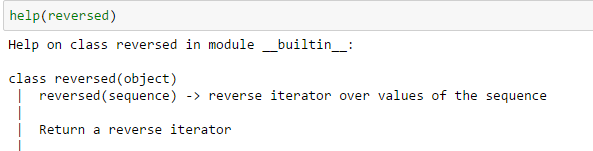 help(reversed)
Help on class reversed in module __builtin__:
class reversed(object)
 |  reversed(sequence) -> reverse iterator over values of the sequence
 |
 |  Return a reverse iterator
 |